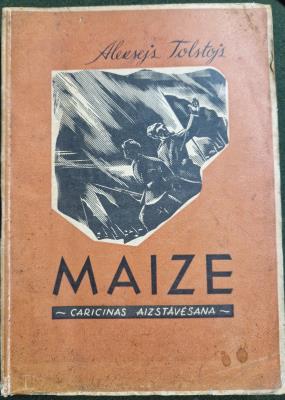 Aleksejs Tolstojs
MAIZE
~ CARICINAS AIZSTĀVĒŠANA ~